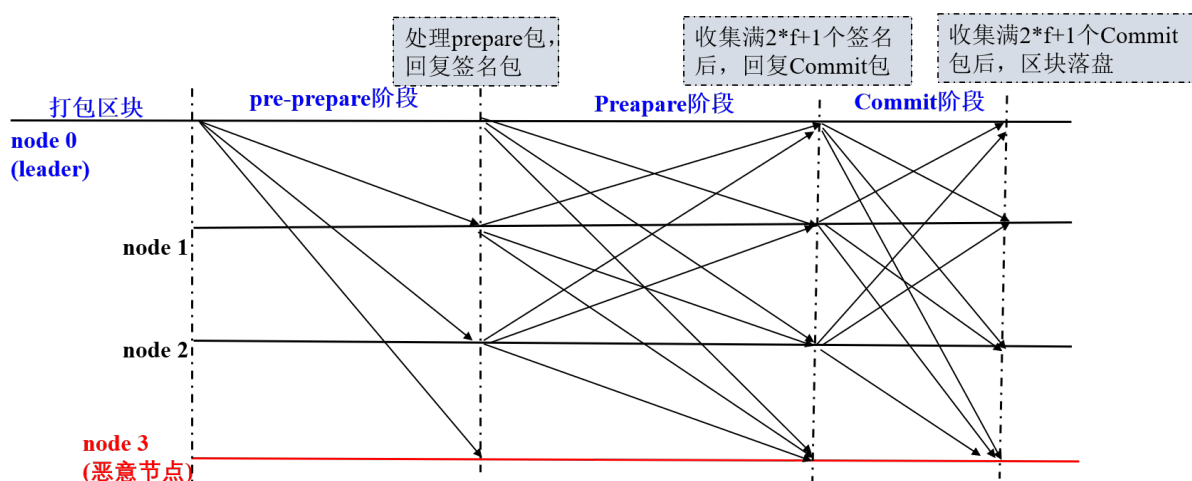 处理prepare包，
回复签名包
收集满2*f+1个签名
后，回复Commit包
收集满2*f+1个Commit
包后，区块落盘
打包区块
pre-prepare阶段
Preapare阶段
Commit阶段
node 0
(leader)
node 1
node 2
node 3
(恶意节点)